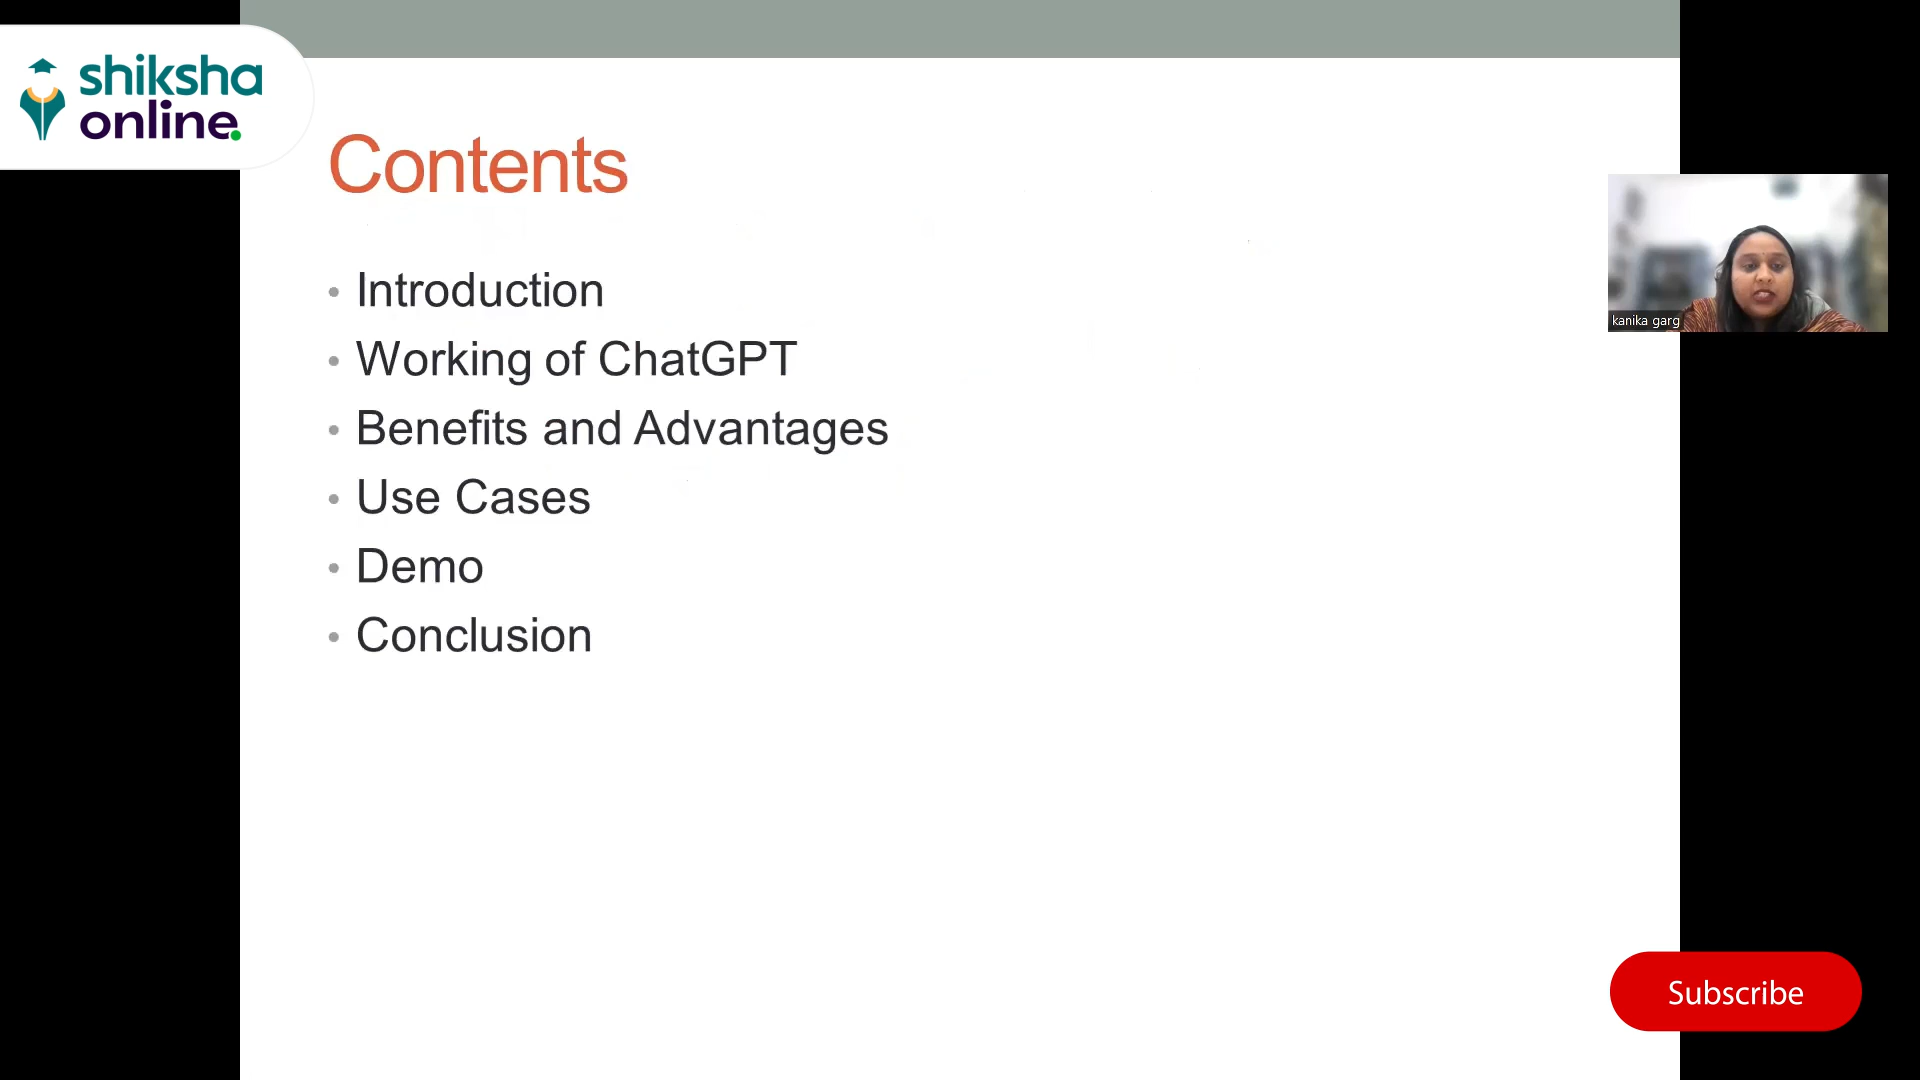 shiksha
online.
Contents
• Introduction
• Working of ChatGPT
• Benefits and Advantages
• Use Cases
• Demo
• Conclusion
kanika garg
Subscribe